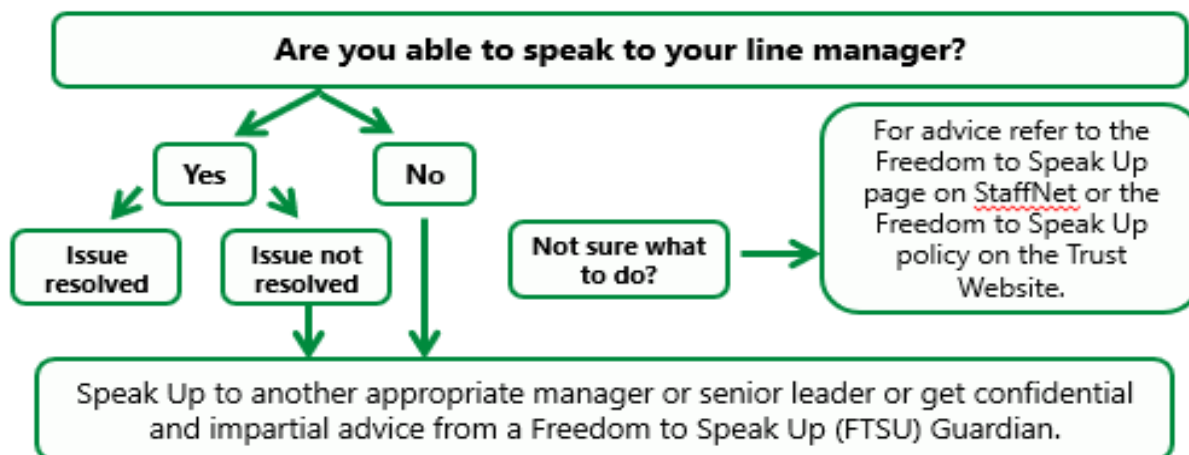 Are you able to speak to your line manager?
Yes
No
Issue
resolved
Issue not
resolved
Not sure what
to do?
For advice refer to the
Freedom to Speak Up
page on StaffNet or the
Freedom to Speak Up
policy on the Trust
Website.
Speak Up to another appropriate manager or senior leader or get confidential
and impartial advice from a Freedom to Speak Up (FTSU) Guardian.